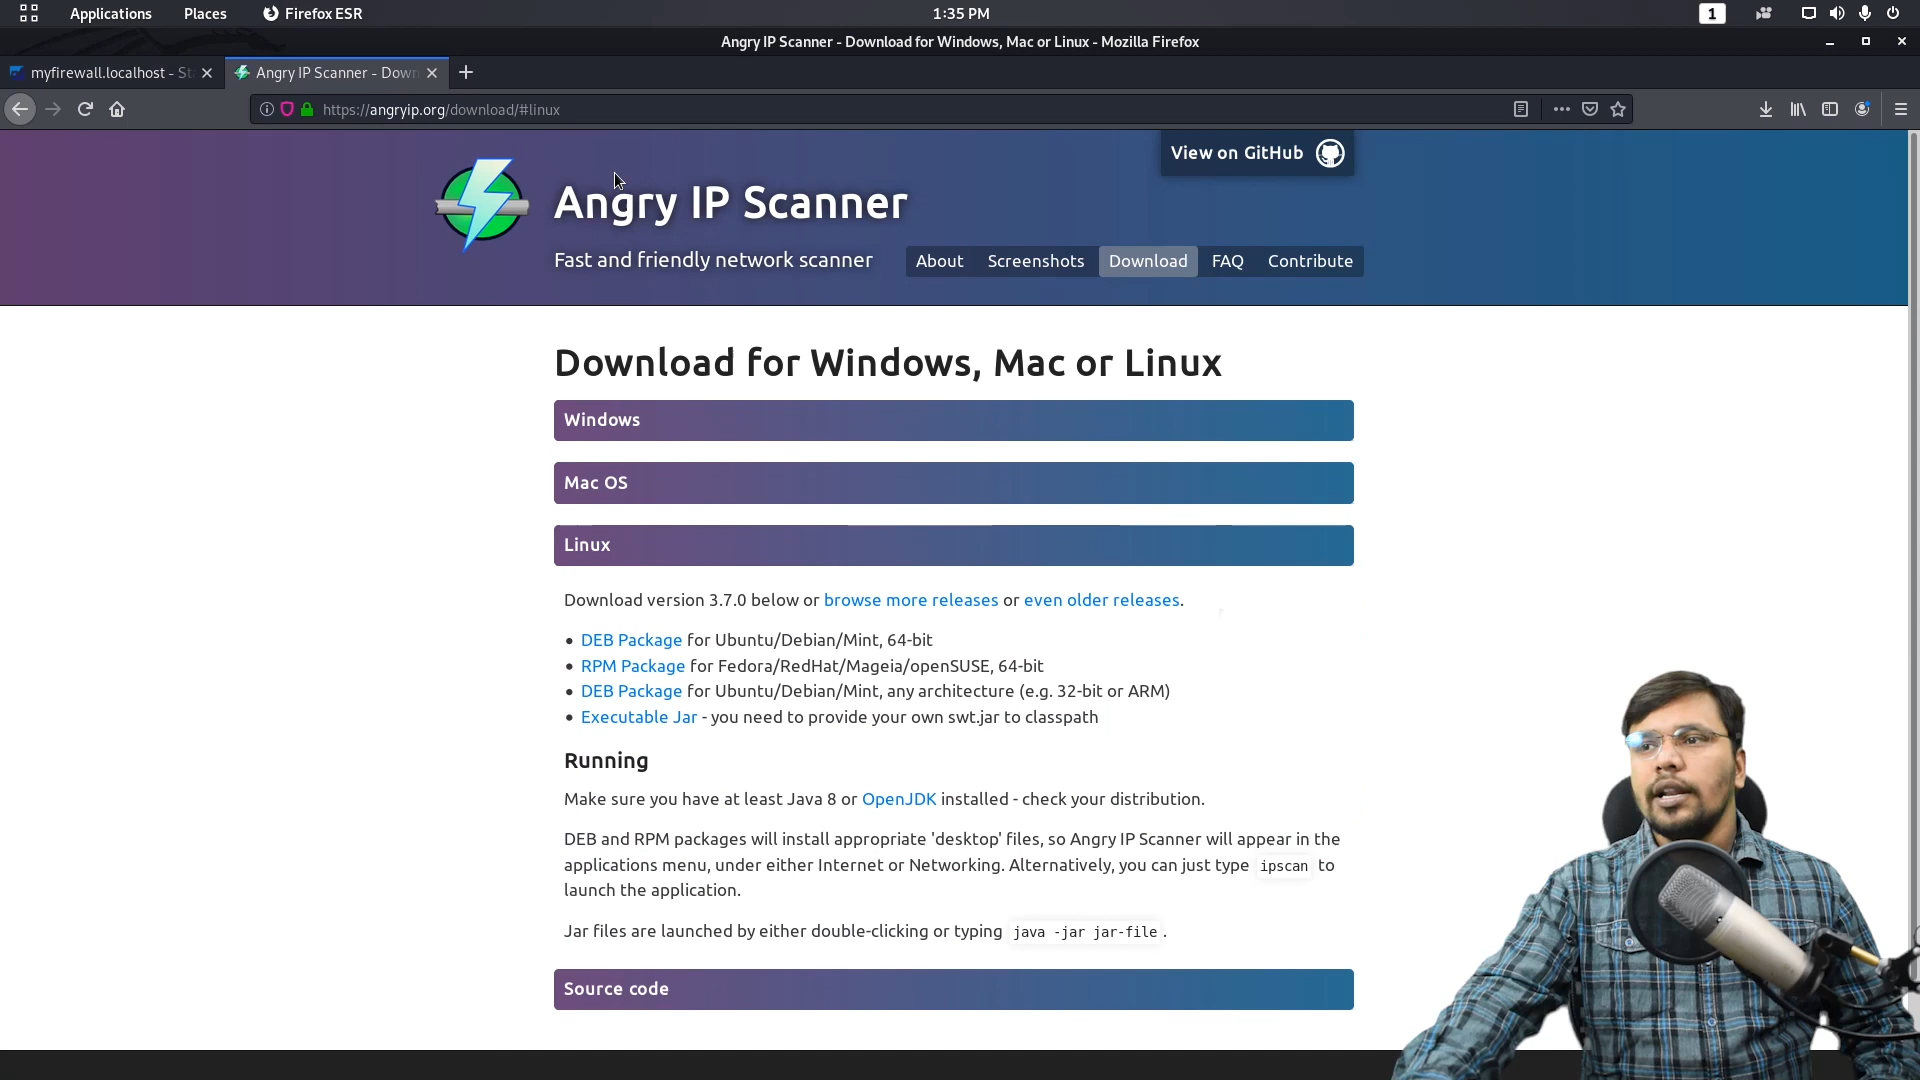 Applications Places Firefox ESR 1:35 PM 1
Angry IP Scanner - Download for Windows, Mac or Linux - Mozilla Firefox
myfirewall.localhost - St Angry IP Scanner - Down
https://angryip.org/download/#linux
View on GitHub
Angry IP Scanner
Fast and friendly network scanner
About Screenshots Download FAQ Contribute
Download for Windows, Mac or Linux
Windows
Mac OS
Linux
Download version 3.7.0 below or browse more releases or even older releases.
• DEB Package for Ubuntu/Debian/Mint, 64-bit
• RPM Package for Fedora/RedHat/Mageia/openSUSE, 64-bit
• DEB Package for Ubuntu/Debian/Mint, any architecture (e.g. 32-bit or ARM)
• Executable Jar - you need to provide your own swt.jar to classpath
Running
Make sure you have at least Java 8 or OpenJDK installed - check your distribution.
DEB and RPM packages will install appropriate 'desktop' files, so Angry IP Scanner will appear in the
applications menu, under either Internet or Networking. Alternatively, you can just type ipscan to
launch the application.
Jar files are launched by either double-clicking or typing java -jar jar-file.
Source code